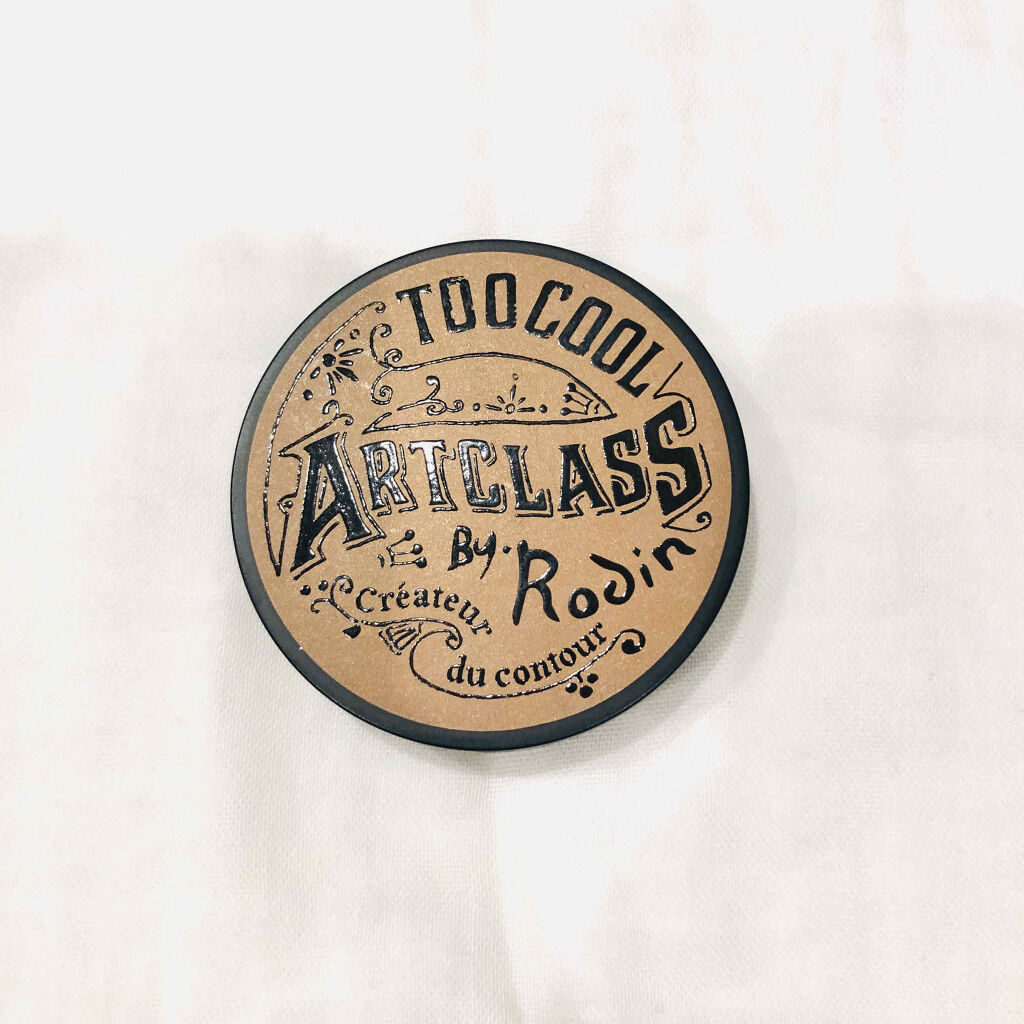 TOOCOOL
ARTCLASS
By. Rodin
Créateur
du contour